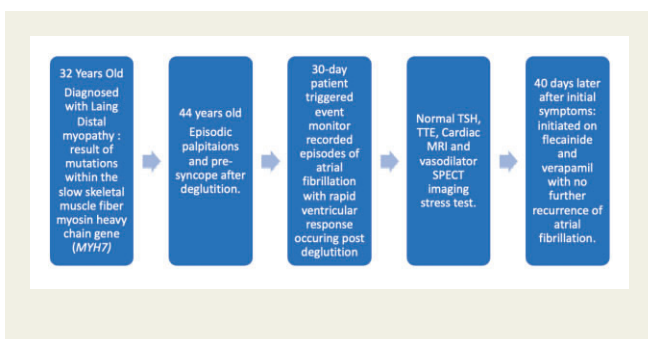 32 Years Old
Diagnosed
with Laing
Distal
myopathy :
result of
mutations
within the
slow skeletal
muscle fiber
myosin heavy
chain gene
(MYH7)
44 years old
Episodic
palpitaions
and pre-
syncope after
deglutition.
30-day
patient
triggered
event
monitor
recorded
episodes of
atrial
fibrillation
with rapid
ventricular
response
occuring post
deglutition
Normal TSH,
TTE, Cardiac
MRI and
vasodilator
SPECT
imaging
stress test.
40 days later
after initial
symptoms:
initiated on
flecainide
and
verapamil
with no
further
recurrence of
atrial
fibrillation.